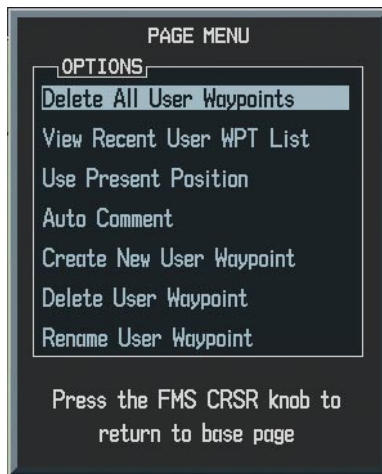 PAGE MENU
OPTIONS
Delete All User Waypoints
View Recent User WPT List
Use Present Position
Auto Comment
Create New User Waypoint
Delete User Waypoint
Rename User Waypoint
Press the FMS CRSR knob to
return to base page